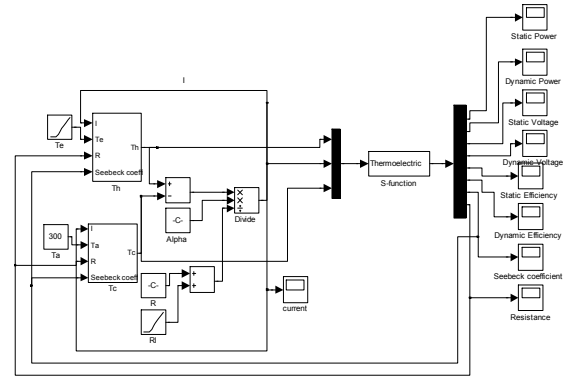 Static Power
Dynamic Power
Static Voltage
Dynamic Voltage
Static Efficiency
Dynamic Efficiency
Seebeck coefficient
Resistance
I
Te
I
Te
R
Seebeck coeff
Th
Th
+
−
-C-
Alpha
×
×
÷
Divide
Thermoelectric
S-function
300
Ta
I
Ta
R
Seebeck coeff
Tc
Tc
-C-
R
+
+
Rl
current